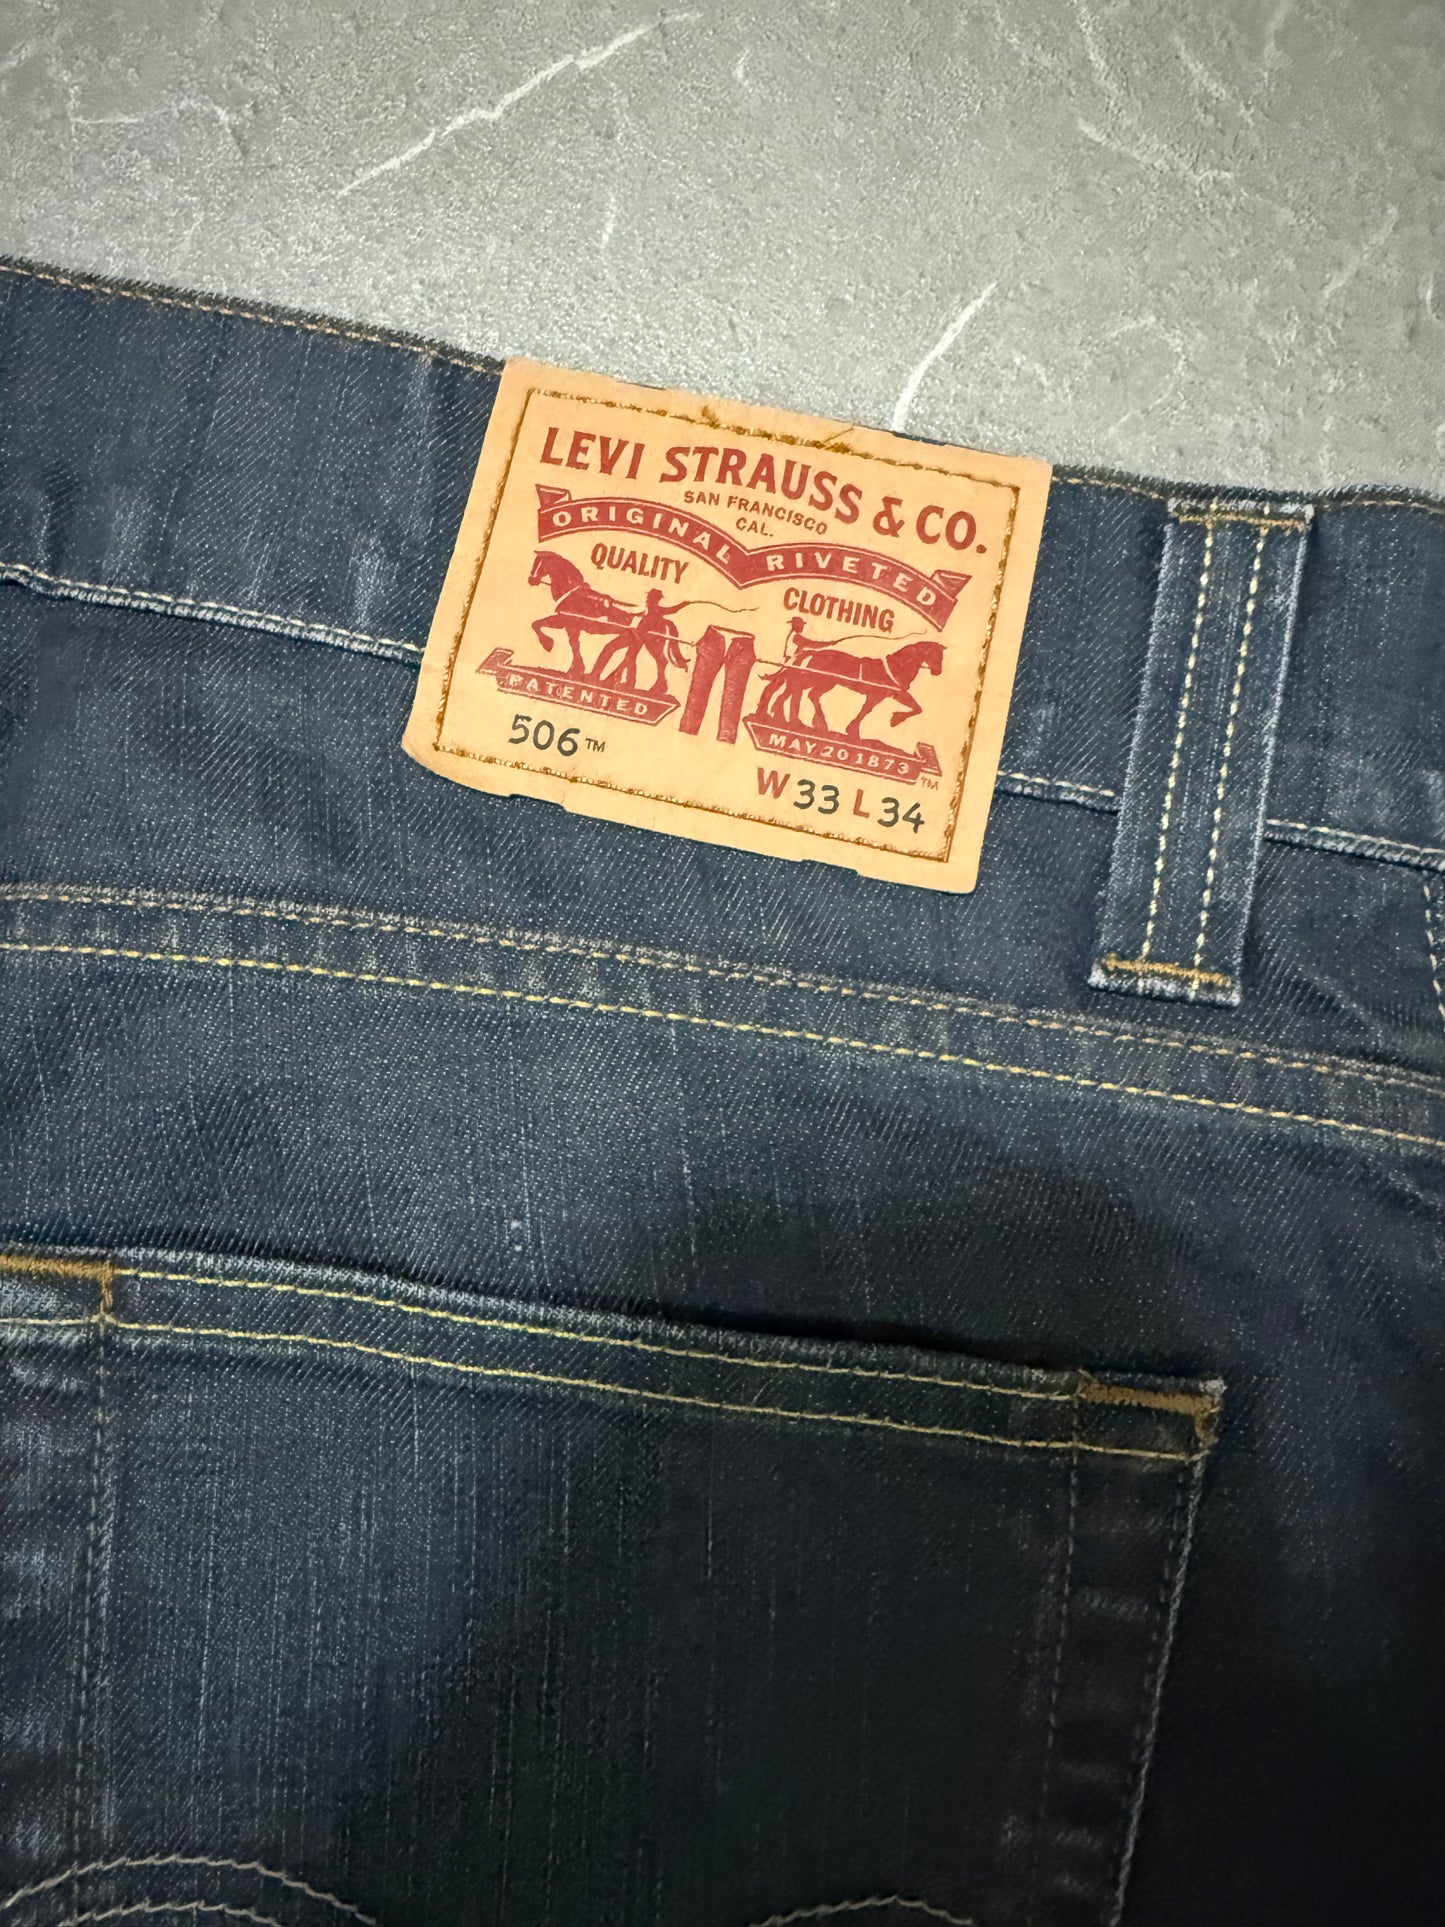 LEVI STRAUSS & CO.
SAN FRANCISCO
CAL.
ORIGINAL RIVETED
QUALITY CLOTHING
PATENTED MAY 20 1873 ™
506™
W 33 L 34